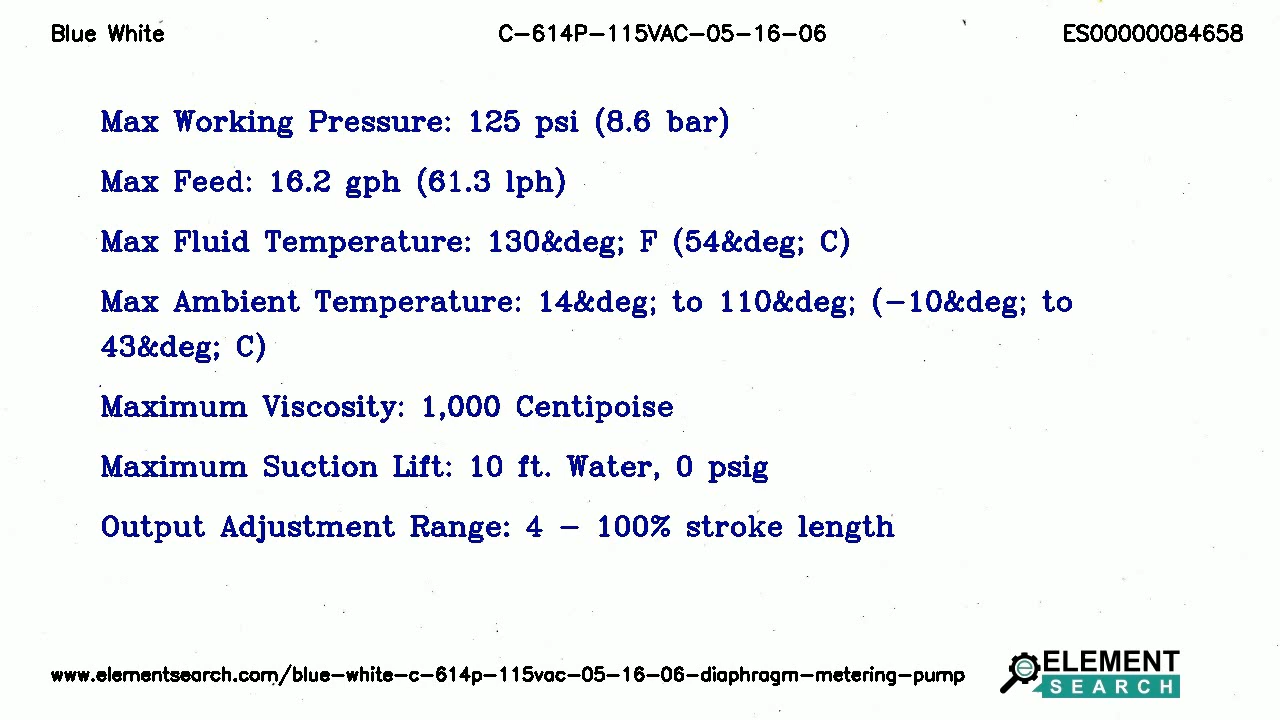 Blue White C-614P-115VAC-05-16-06 ES00000084658
Max Working Pressure: 125 psi (8.6 bar)
Max Feed: 16.2 gph (61.3 lph)
Max Fluid Temperature: 130&deg; F (54&deg; C)
Max Ambient Temperature: 14&deg; to 110&deg; (-10&deg; to
43&deg; C)
Maximum Viscosity: 1,000 Centipoise
Maximum Suction Lift: 10 ft. Water, 0 psig
Output Adjustment Range: 4 - 100% stroke length
www.elementsearch.com/blue-white-c-614p-115vac-05-16-06-diaphragm-metering-pump
ELEMENT
SEARCH